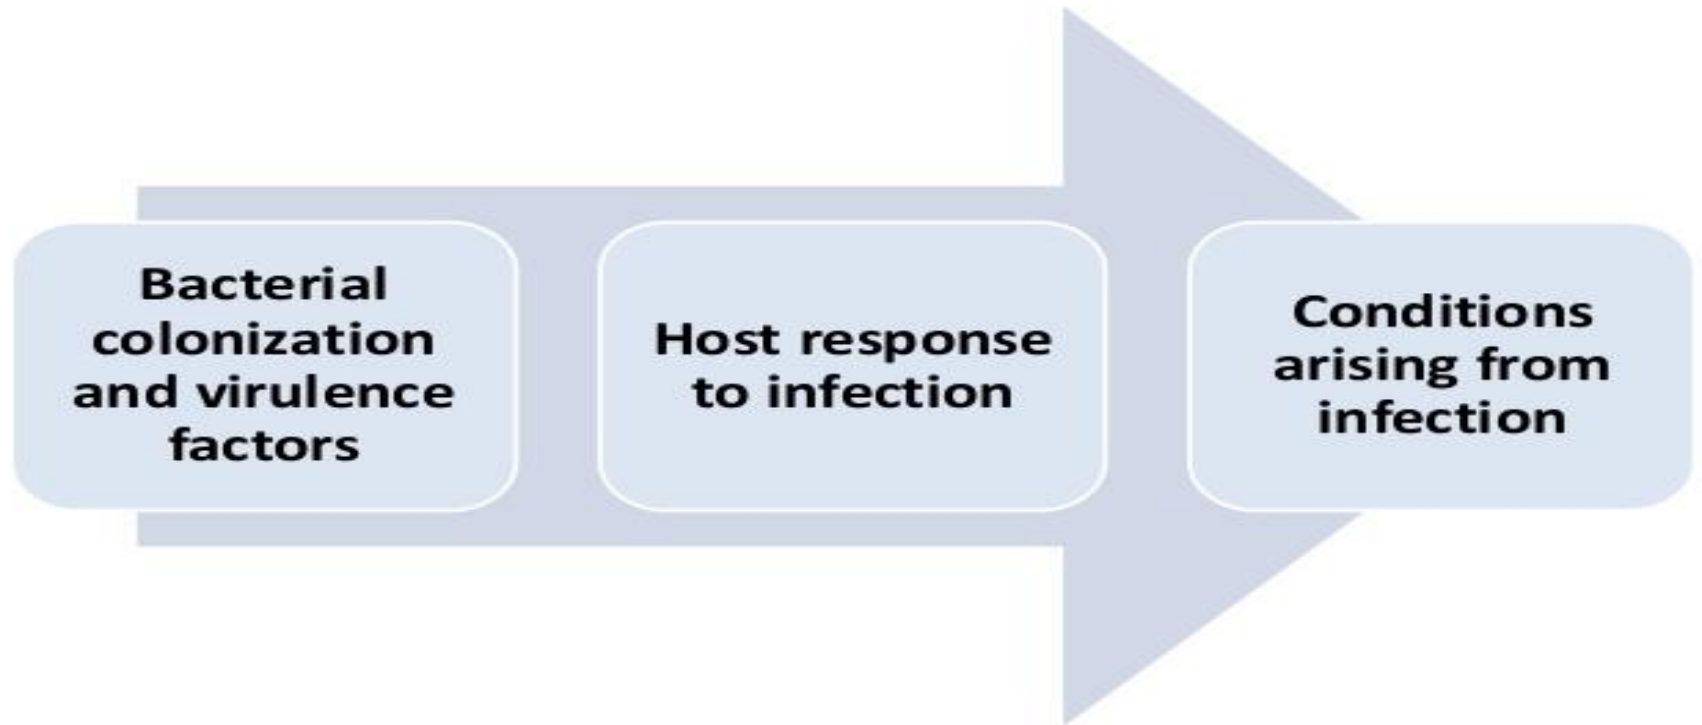 Bacterial
colonization
and virulence
factors
Host response
to infection
Conditions
arising from
infection